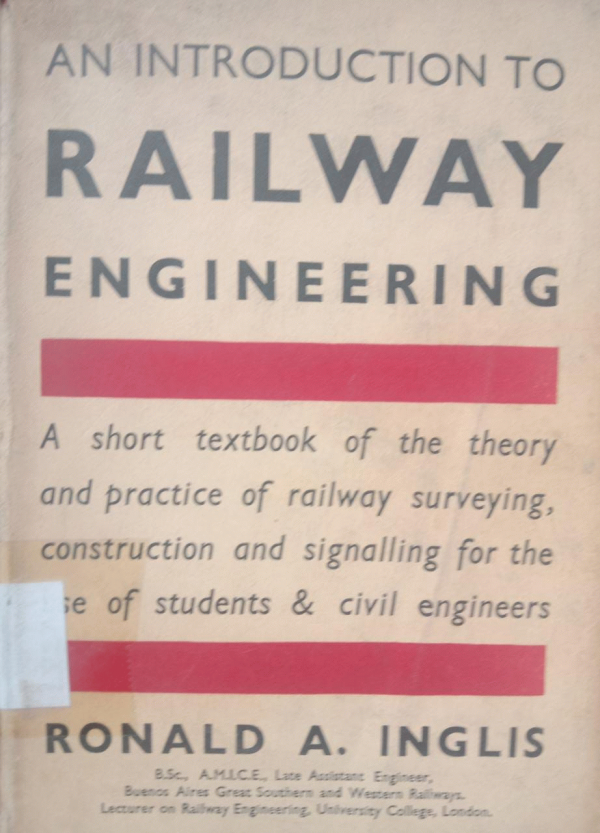 AN INTRODUCTION TO
RAILWAY
ENGINEERING
A short textbook of the theory
and practice of railway surveying,
construction and signalling for the
se of students & civil engineers
RONALD A. INGLIS
B.Sc., A.M.I.C.E., Late Assistant Engineer,
Buenos Aires Great Southern and Western Railways.
Lecturer on Railway Engineering, University College, London.